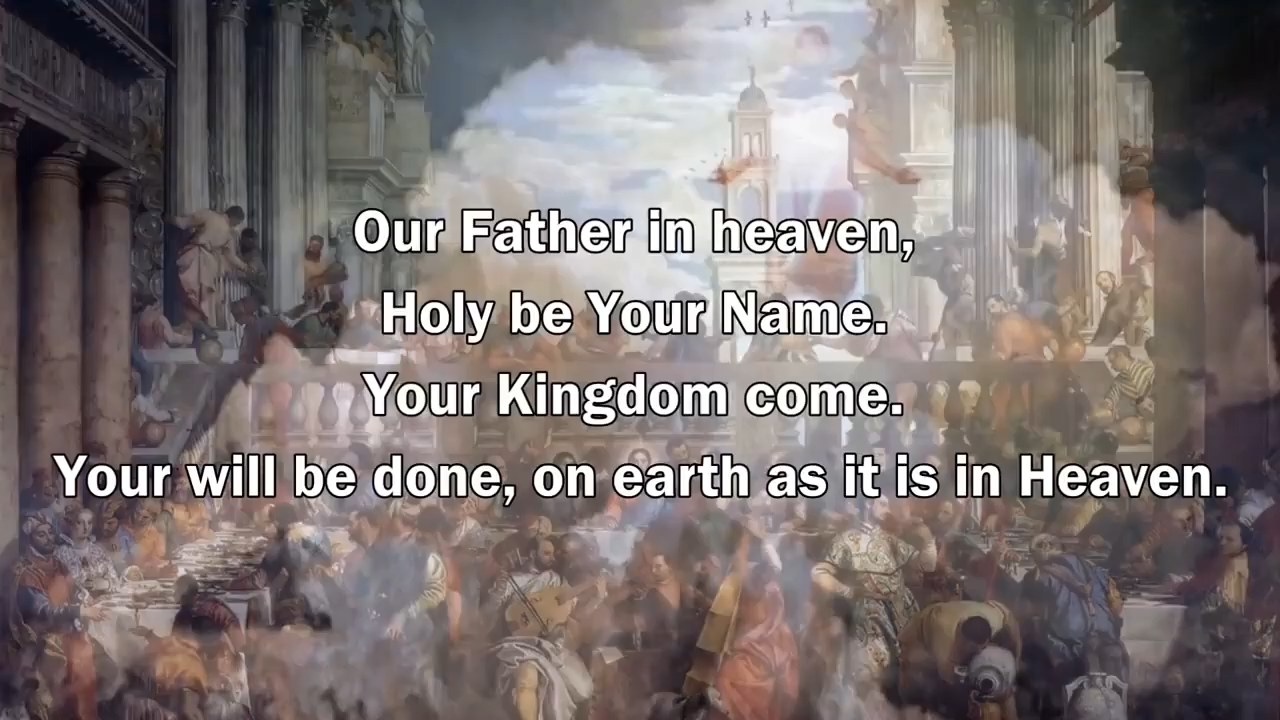 Our Father in heaven,
Holy be Your Name.
Your Kingdom come.
Your will be done, on earth as it is in Heaven.